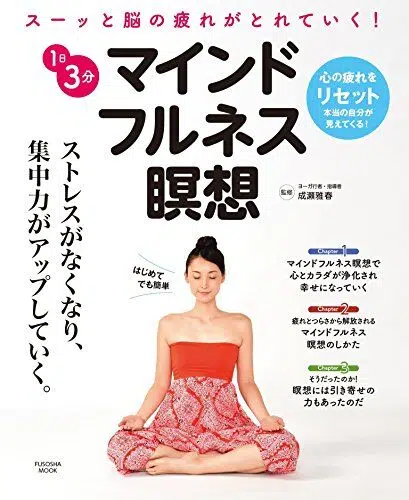 スーッと脳の疲れがとれていく！
1日
3分
マインド
フルネス
瞑想
心の疲れを
リセット
本当の自分が
見えてくる！
監修
ヨーガ行者・指導者
成瀬雅春
ストレスがなくなり、
集中力がアップしていく。
はじめて
でも簡単
Chapter 1
マインドフルネス瞑想で
心とカラダが浄化され
幸せになっていく
Chapter 2
疲れとつらさから解放される
マインドフルネス
瞑想のしかた
Chapter 3
そうだったのか！
瞑想には引き寄せの
力もあったのだ
FUSOSHA
MOOK